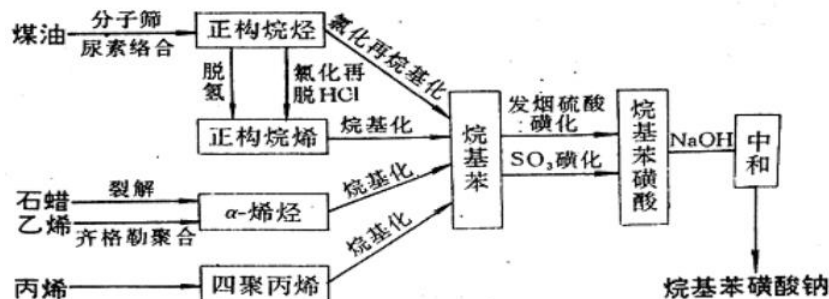 煤油
分子筛
尿素络合
正构烷烃
氯化再烷基化
脱氢
氯化再
脱HCl
正构烷烯
烷基化
石蜡
裂解
乙烯
齐格勒聚合
α-烯烃
烷基化
丙烯
四聚丙烯
烷基化
烷基苯
发烟硫酸
磺化
SO₃磺化
烷基苯磺酸
NaOH
中和
烷基苯磺酸钠